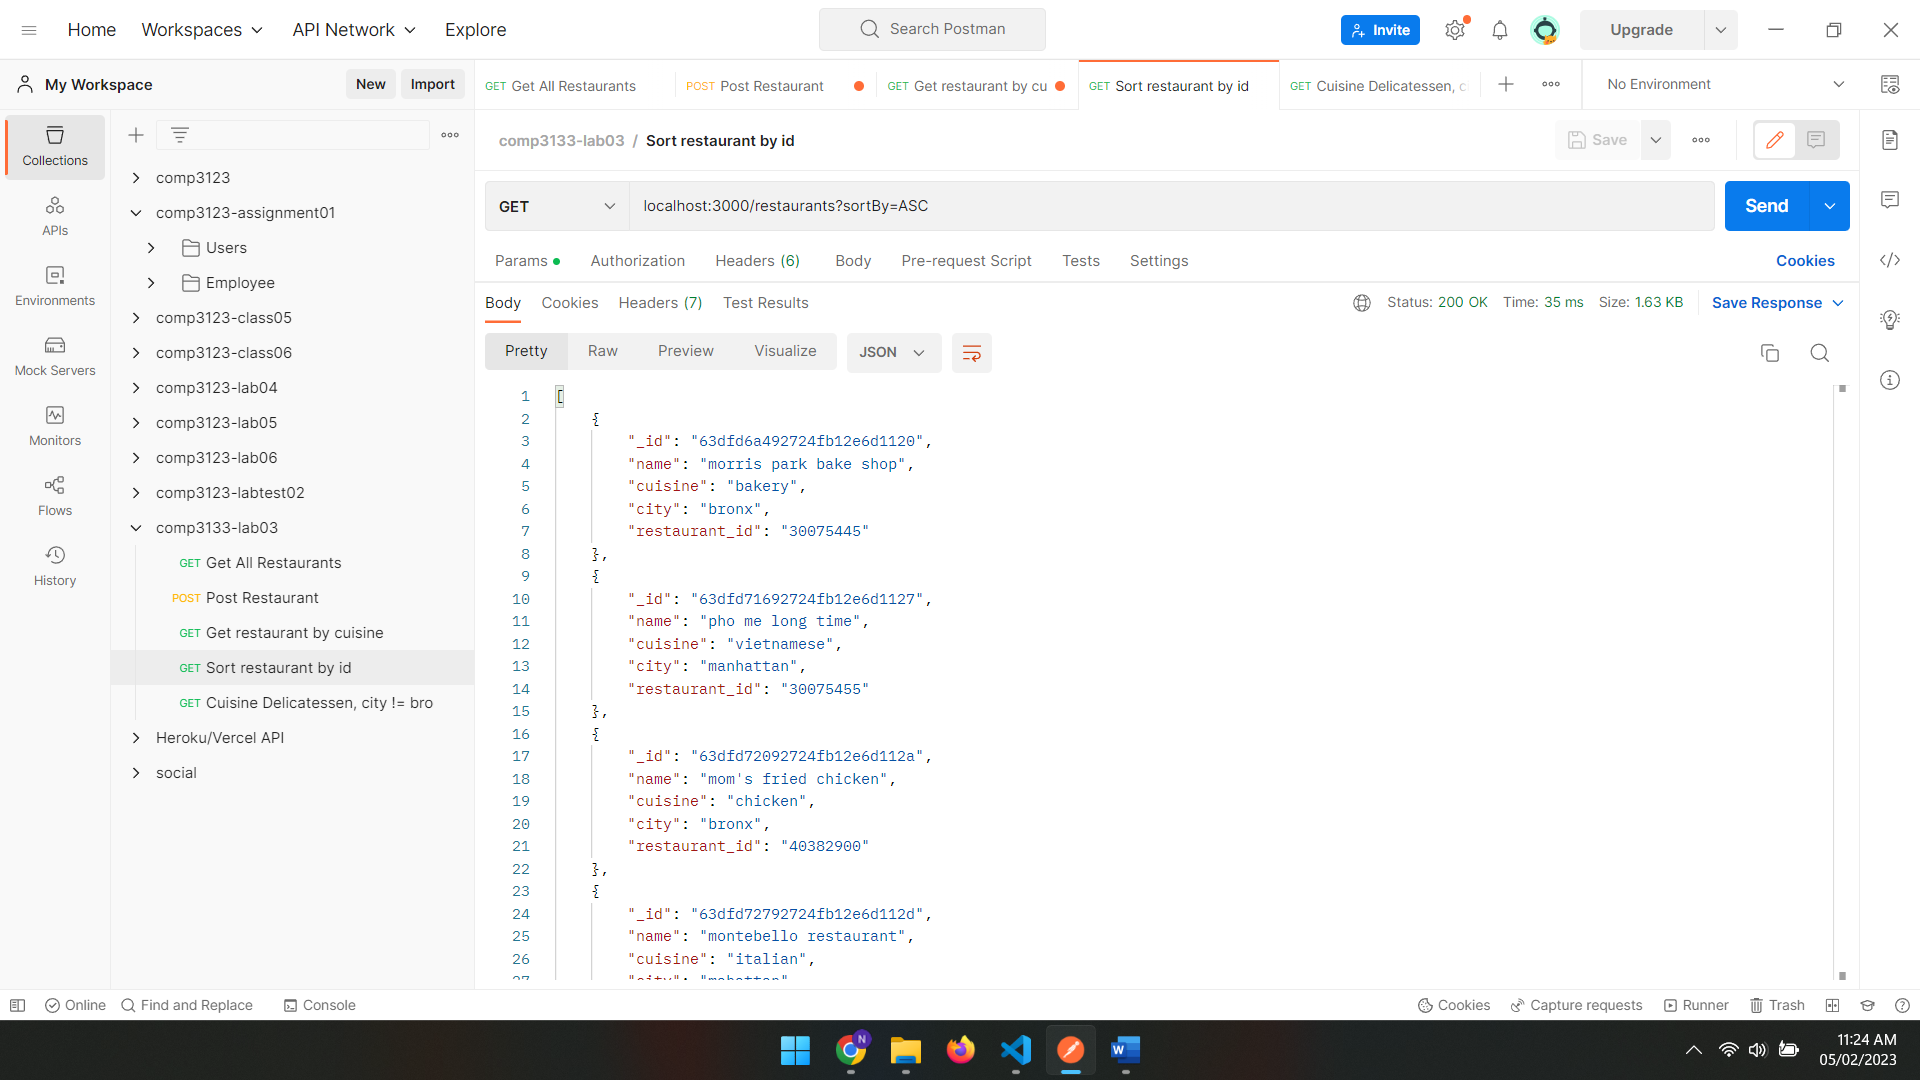 Home
Workspaces
API Network
Explore
Search Postman
Invite
Upgrade
My Workspace
New
Import
GET Get All Restaurants
POST Post Restaurant
GET Get restaurant by cu
GET Sort restaurant by id
GET Cuisine Delicatessen, c
No Environment
Collections
APIs
Environments
Mock Servers
Monitors
Flows
History
comp3123
comp3123-assignment01
Users
Employee
comp3123-class05
comp3123-class06
comp3123-lab04
comp3123-lab05
comp3123-lab06
comp3123-labtest02
comp3133-lab03
GET Get All Restaurants
POST Post Restaurant
GET Get restaurant by cuisine
GET Sort restaurant by id
GET Cuisine Delicatessen, city != bro
Heroku/Vercel API
social
comp3133-lab03 / Sort restaurant by id
Save
GET
localhost:3000/restaurants?sortBy=ASC
Send
Params
Authorization
Headers (6)
Body
Pre-request Script
Tests
Settings
Cookies
Body
Cookies
Headers (7)
Test Results
Status: 200 OK
Time: 35 ms
Size: 1.63 KB
Save Response
Pretty
Raw
Preview
Visualize
JSON
1 [
2 {
3 "_id": "63dfd6a492724fb12e6d1120",
4 "name": "morris park bake shop",
5 "cuisine": "bakery",
6 "city": "bronx",
7 "restaurant_id": "30075445"
8 },
9 {
10 "_id": "63dfd71692724fb12e6d1127",
11 "name": "pho me long time",
12 "cuisine": "vietnamese",
13 "city": "manhattan",
14 "restaurant_id": "30075455"
15 },
16 {
17 "_id": "63dfd72092724fb12e6d112a",
18 "name": "mom's fried chicken",
19 "cuisine": "chicken",
20 "city": "bronx",
21 "restaurant_id": "40382900"
22 },
23 {
24 "_id": "63dfd72792724fb12e6d112d",
25 "name": "montebello restaurant",
26 "cuisine": "italian",
27 "city": "mahattan"
Online
Find and Replace
Console
Cookies
Capture requests
Runner
Trash
N
W
11:24 AM
05/02/2023